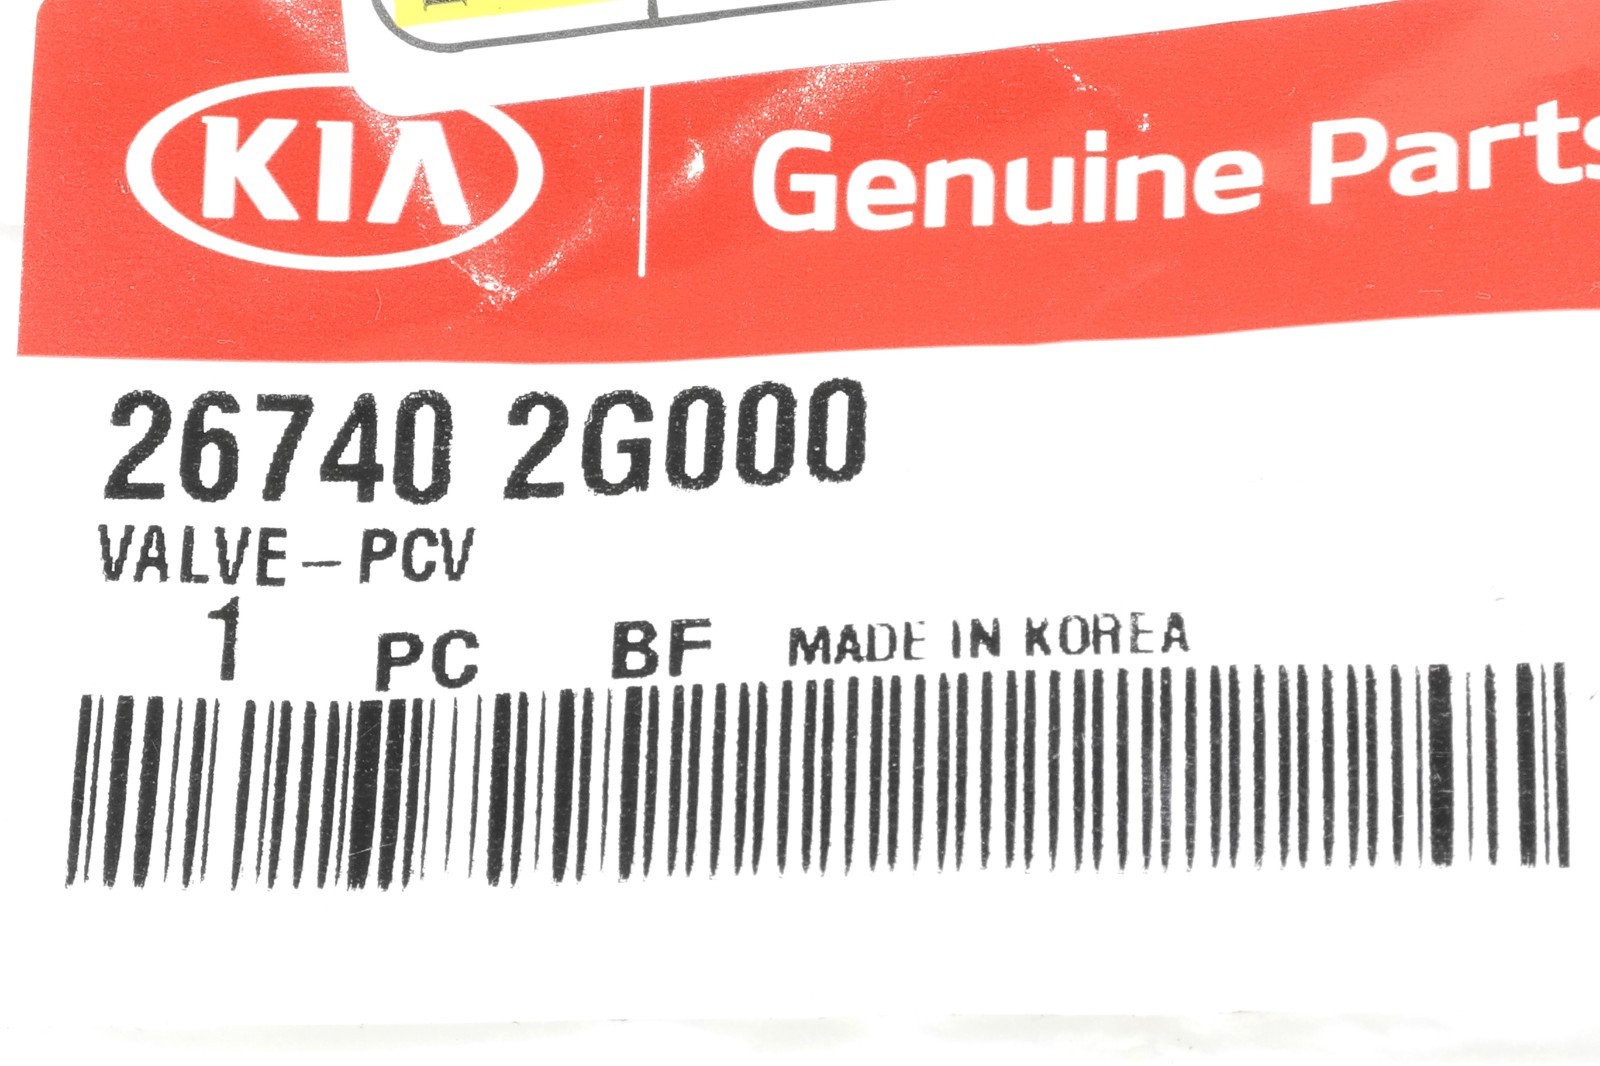 KIA Genuine Parts
26740 2G000
VALVE-PCV
1 PC BF MADE IN KOREA